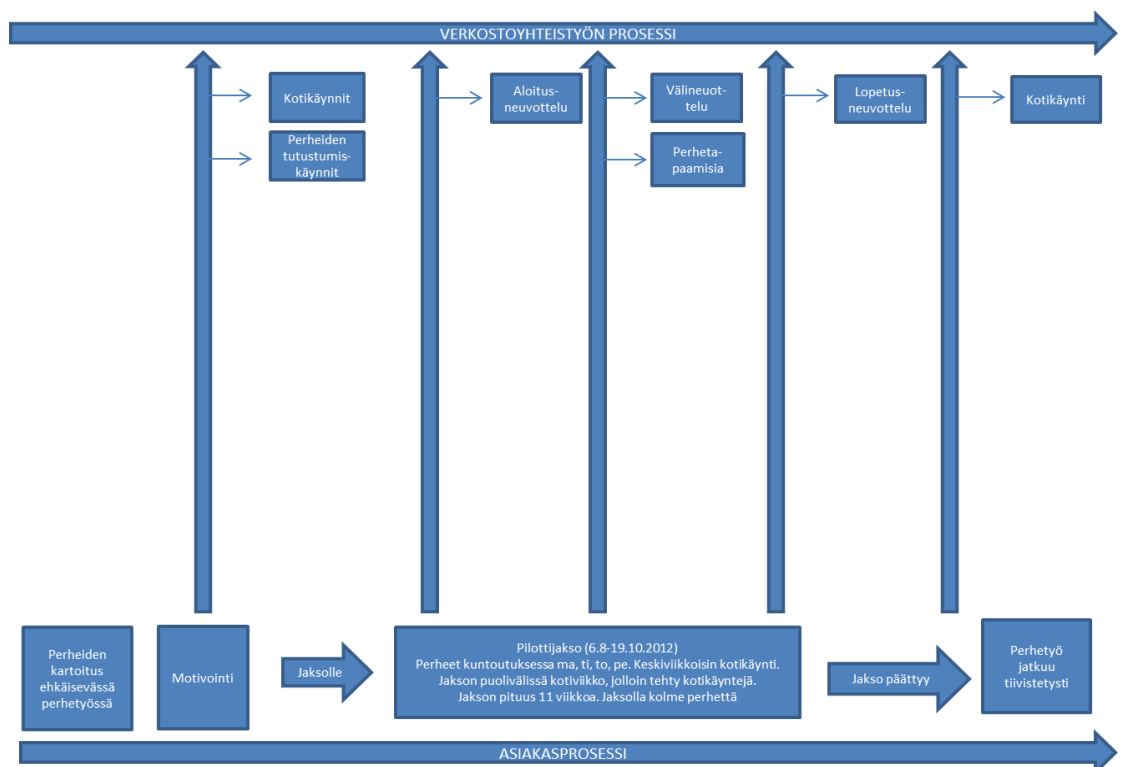 VERKOSTOYHTEISTYÖN PROSESSI
Kotikäynnit
Perheiden
tutustumis-
käynnit
Aloitus-
neuvottelu
Välineuot-
telu
Perheta-
paamisia
Lopetus-
neuvottelu
Kotikäynti
Perheiden
kartoitus
ehkäisevässä
perhetyössä
Motivointi
Jaksolle
Pilottijakso (6.8-19.10.2012)
Perheet kuntoutuksessa ma, ti, to, pe. Keskiviikkoisin kotikäynti.
Jakson puolivälissä kotiviikko, jolloin tehty kotikäyntejä.
Jakson pituus 11 viikkoa. Jaksolla kolme perhettä
Jakso päättyy
Perhetyö
jatkuu
tiivistetysti
ASIAKASPROSESSI